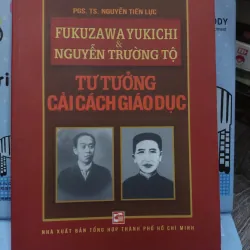 PGS. TS. NGUYỄN TIẾN LỰC
FUKUZAWA YUKICHI
&
NGUYỄN TRƯỜNG TỘ
TƯ TƯỞNG
CẢI CÁCH GIÁO DỤC
NHÀ XUẤT BẢN TỔNG HỢP THÀNH PHỐ HỒ CHÍ MINH